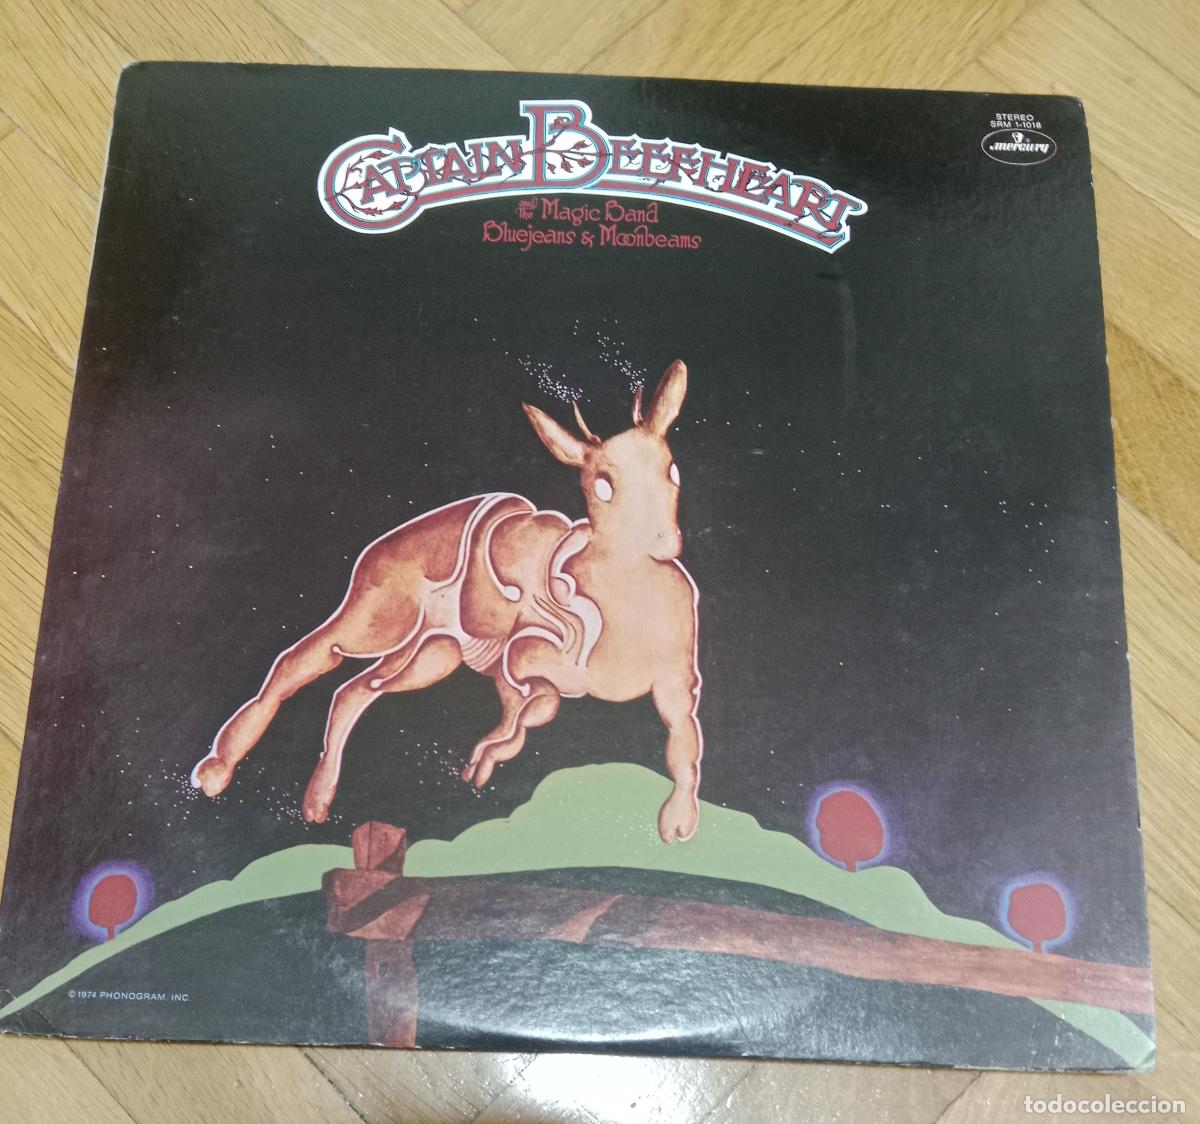 STEREO
SRM 1-1018
mercury
CAPTAIN BEEFHEART
and the Magic Band
Bluejeans & Moonbeams
©1974 PHONOGRAM, INC.
todocoleccion